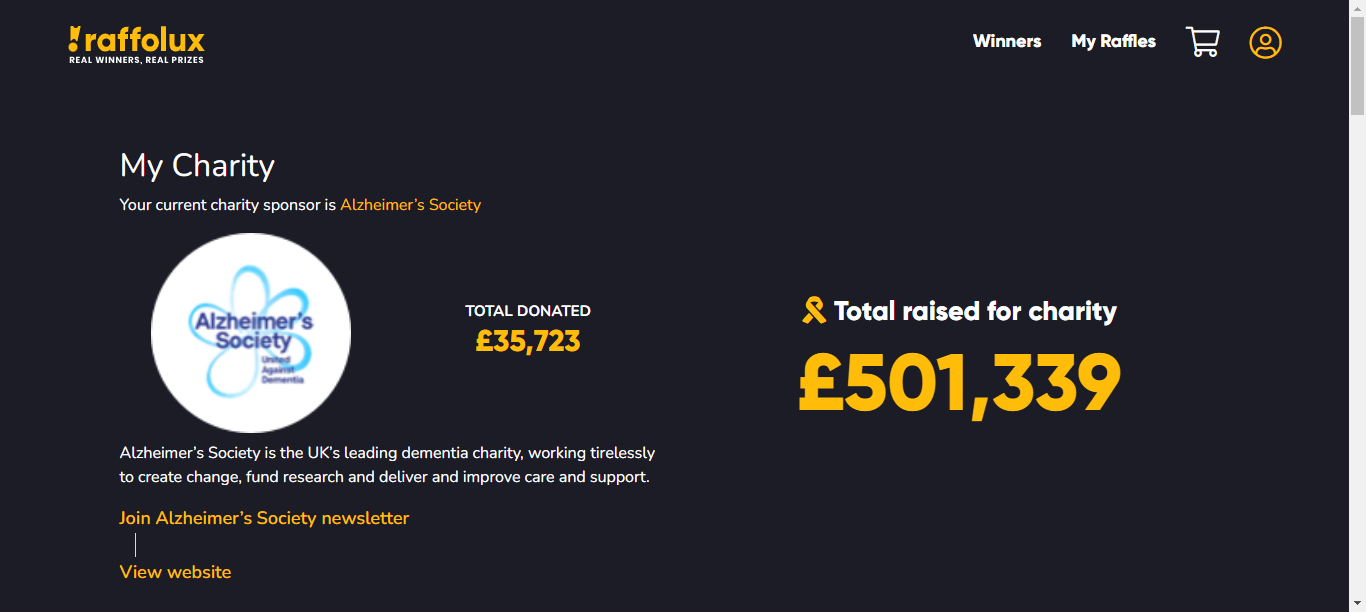 raffolux
REAL WINNERS, REAL PRIZES
Winners
My Raffles
My Charity
Your current charity sponsor is Alzheimer's Society
Alzheimer's
Society
United
Against
Dementia
TOTAL DONATED
£35,723
Total raised for charity
£501,339
Alzheimer's Society is the UK's leading dementia charity, working tirelessly
to create change, fund research and deliver and improve care and support.
Join Alzheimer's Society newsletter
View website